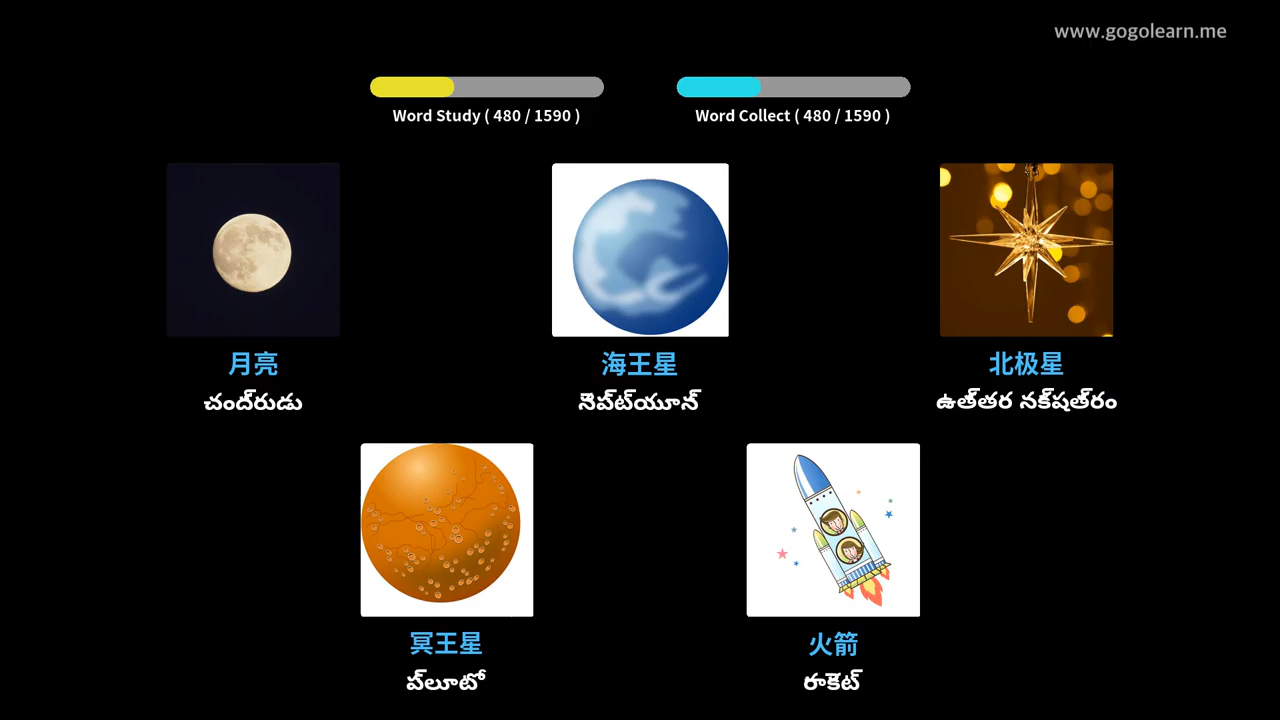 www.gogolearn.me
Word Study ( 480 / 1590 )
Word Collect ( 480 / 1590 )
月亮
చంద్‌రుడు
海王星
నెప్‌ట్‌యూన్
北极星
ఉత్‌తర నక్‌షత్‌రం
冥王星
ప్‌లూటో
火箭
రాకెట్